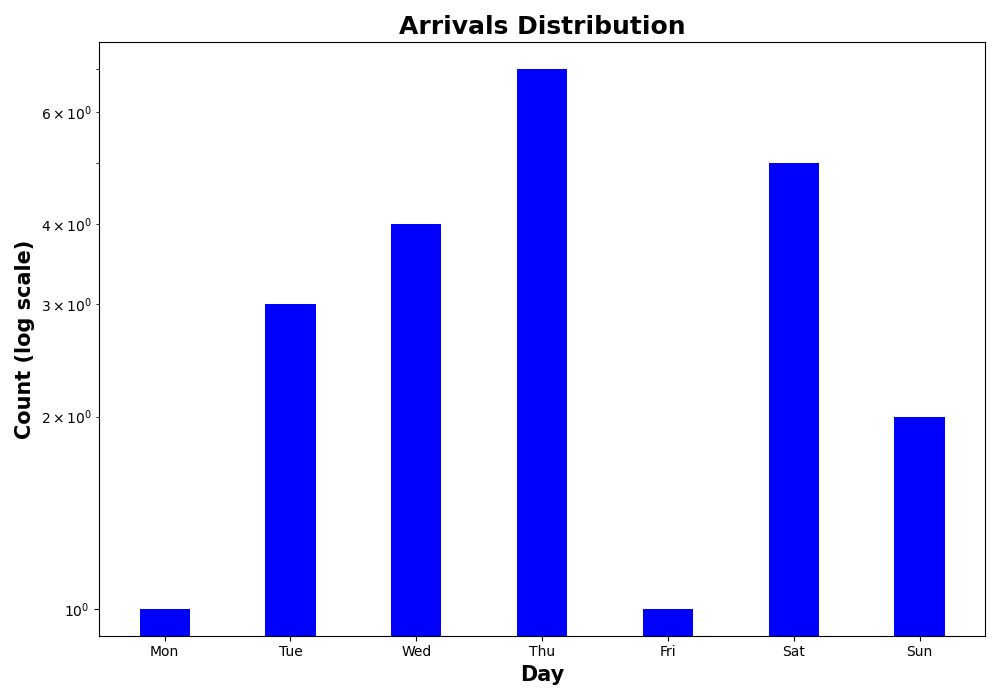 Arrivals Distribution
Count (log scale)
6 × 10⁰
4 × 10⁰
3 × 10⁰
2 × 10⁰
10⁰
Mon Tue Wed Thu Fri Sat Sun
Day